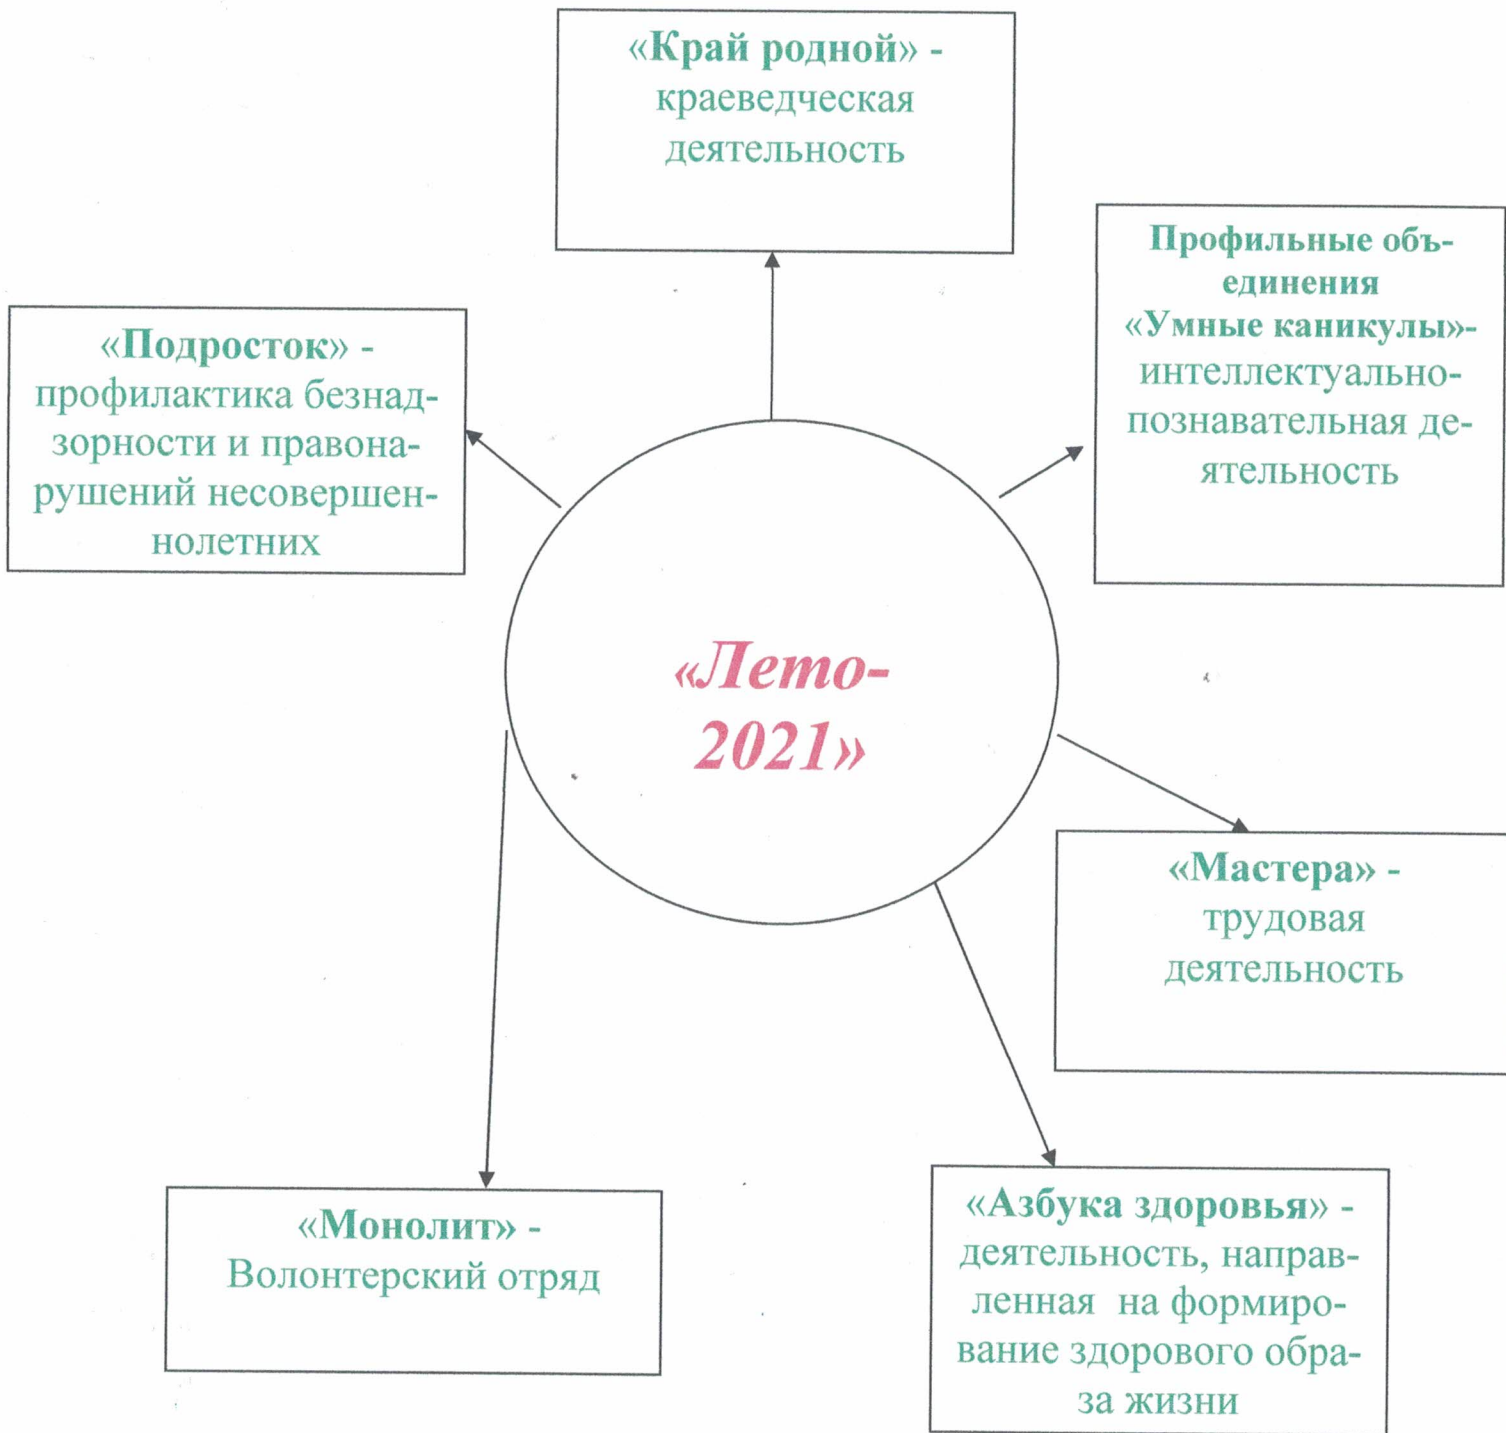 «Край родной» -
краеведческая
деятельность
Профильные объ-
единения
«Умные каникулы»-
интеллектуально-
познавательная де-
ятельность
«Подросток» -
профилактика безнад-
зорности и правона-
рушений несовершен-
нолетних
«Лето-
2021»
«Мастера» -
трудовая
деятельность
«Монолит» -
Волонтерский отряд
«Азбука здоровья» -
деятельность, направ-
ленная на формиро-
вание здорового обра-
за жизни